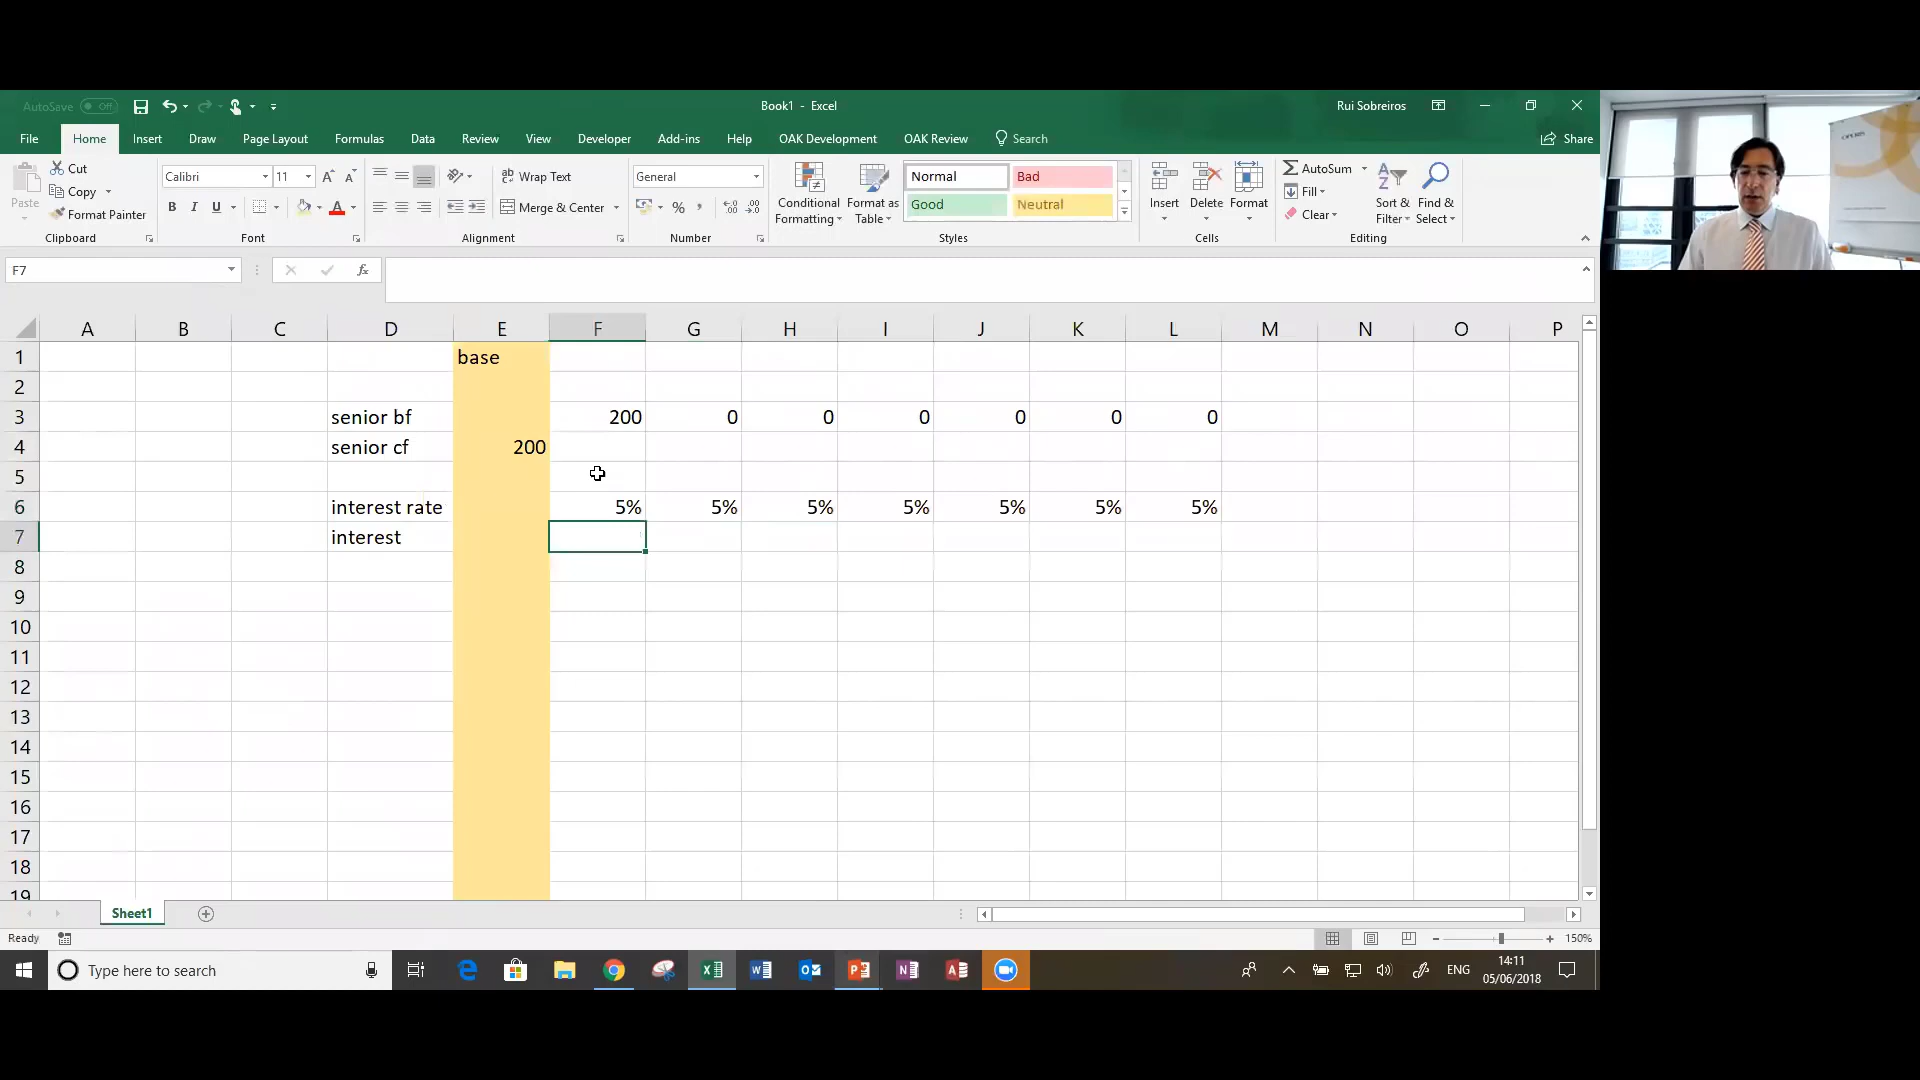 AutoSave Off
Book1 - Excel
Rui Sobreiros
File Home Insert Draw Page Layout Formulas Data Review View Developer Add-ins Help OAK Development OAK Review Search Share
Paste
Cut
Copy
Format Painter
Clipboard
Calibri 11
B I U
Font
Wrap Text
Merge & Center
Alignment
General
Number
Conditional Formatting
Format as Table
Normal Bad
Good Neutral
Styles
Insert Delete Format
Cells
AutoSum
Fill
Clear
Sort & Filter
Find & Select
Editing
F7
fx
A B C D E F G H I J K L M N O P
1 base
2
3 senior bf 200 0 0 0 0 0 0
4 senior cf 200
5
6 interest rate 5% 5% 5% 5% 5% 5% 5%
7 interest
8
9
10
11
12
13
14
15
16
17
18
19
Sheet1
Ready
150%
Type here to search
ENG
14:11
05/06/2018